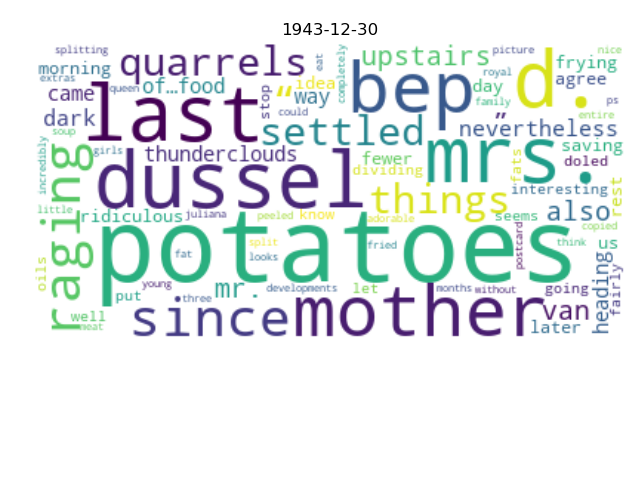 1943-12-30
splitting
quarrels
upstairs
picture
nice
morning
extras
queen
of…food
eat
completely
bep
royal
d.
frying
agree
day
family
ps
came
last
stop
“
idea
way
could
entire
dark
settled
”
nevertheless
soup
girls
thunderclouds
fewer
mrs.
saving
doled
incredibly
raging
dussel
dividing
fats
interesting
rest
little
ridiculous
juliana
peeled
know
things
adorable
seems
also
copied
potatoes
split
fried
postcard
think
us
fat
looks
oils
young
mr.
developments
let
months
without
going
heading
fairly
put
three
well
meat
since
mother
van
later